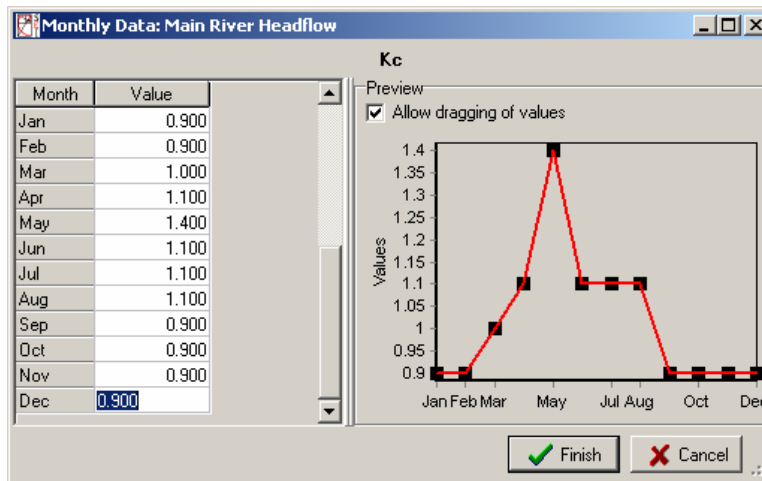 Monthly Data: Main River Headflow
Kc
Month Value
Jan 0.900
Feb 0.900
Mar 1.000
Apr 1.100
May 1.400
Jun 1.100
Jul 1.100
Aug 1.100
Sep 0.900
Oct 0.900
Nov 0.900
Dec 0.900
Preview
Allow dragging of values
1.4
1.35
1.3
1.25
1.2
1.15
1.1
1.05
1
0.95
0.9
Values
Jan Feb Mar May Jul Aug Oct Dec
Finish Cancel